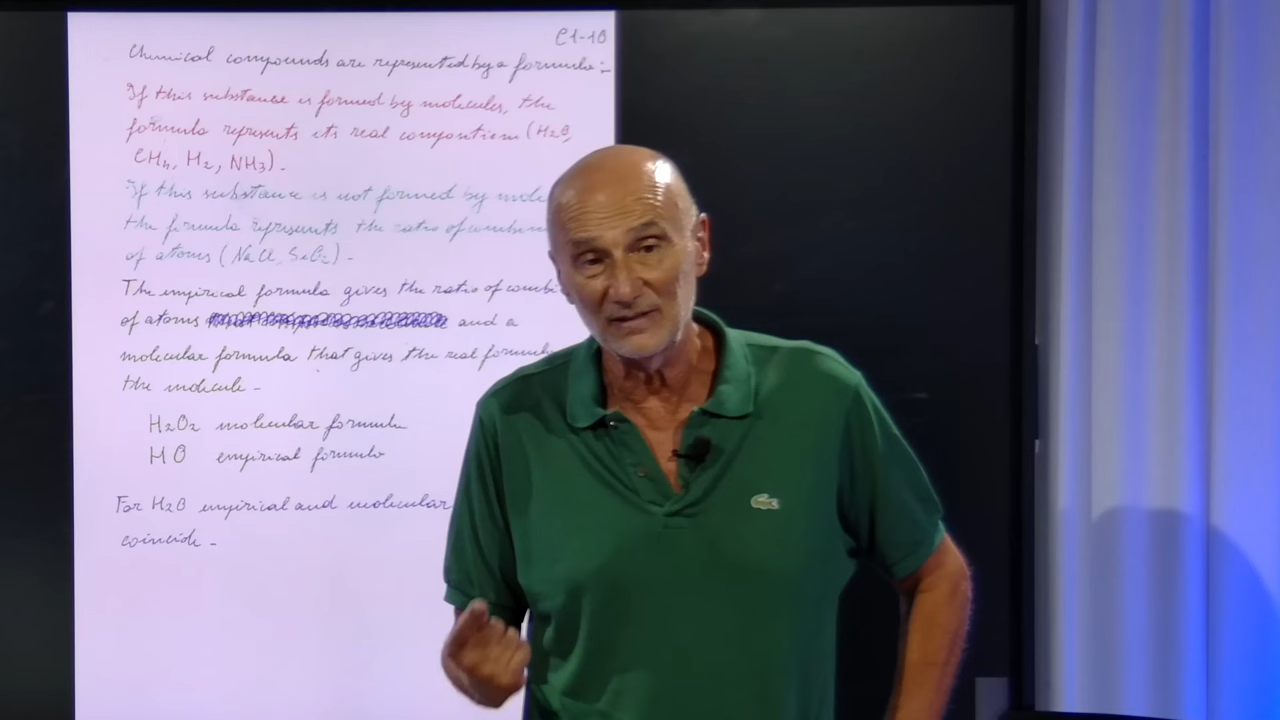 C1-10
Chemical compounds are represented by a formula:-
If this substance is formed by molecules, the
formula represents its real composition (H2O,
CH4, H2, NH3).
If this substance is not formed by mole
the formula represents the ratio of combin
of atoms (NaCl, SiO2)-
The empirical formula gives the ratio of combi
of atoms and a
molecular formula that gives the real formula
the molecule-
H2O2 molecular formula
HO empirical formula
For H2O empirical and molecular
coincide-